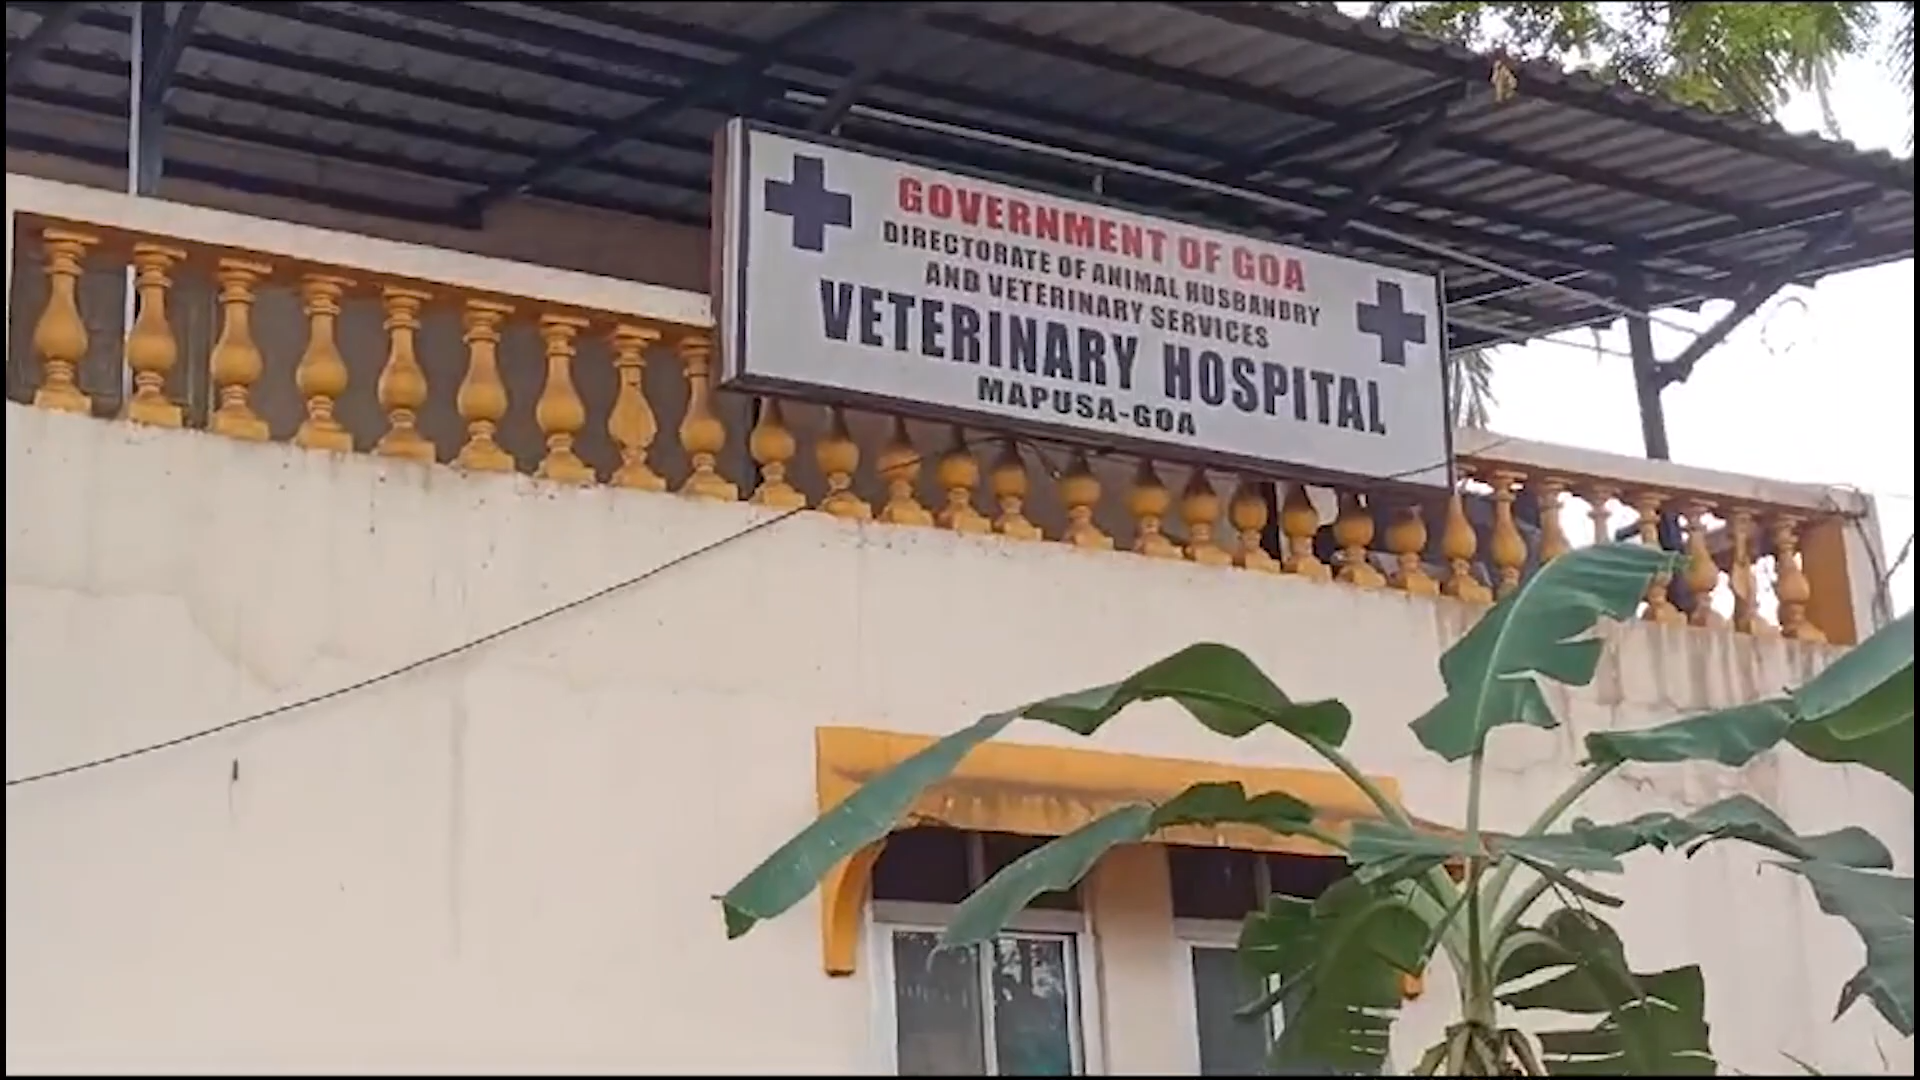 GOVERNMENT OF GOA
DIRECTORATE OF ANIMAL HUSBANDRY
AND VETERINARY SERVICES
VETERINARY HOSPITAL
MAPUSA-GOA